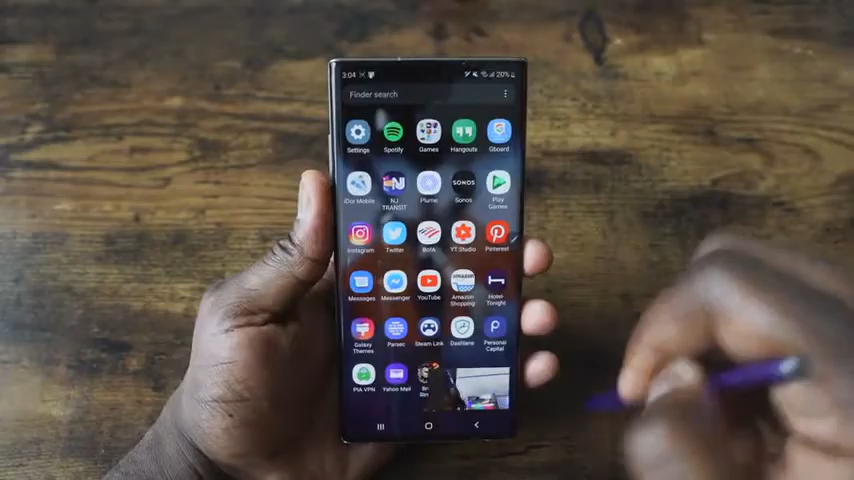 3:04 20%
Finder search
Settings Spotify Games Hangouts Gboard
iDor Mobile NJ TRANSIT Plume SONOS Sonos Play Games
Instagram Twitter BofA YT Studio Pinterest
Messages Messenger YouTube Amazon Shopping Hotel Tonight
Galaxy Themes Parsec Steam Link Dashlane Personal Capital
PIA VPN Yahoo Mail